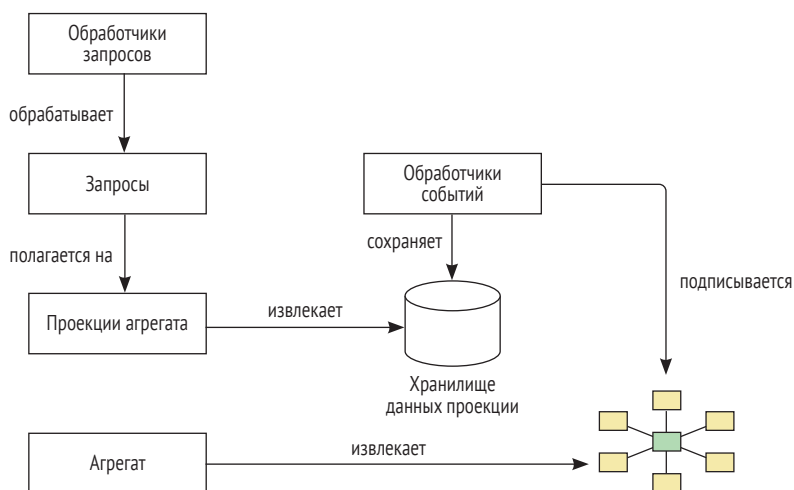 Обработчики
запросов
обрабатывает
Запросы
Обработчики
событий
полагается на
сохраняет
подписывается
Проекции агрегата
извлекает
Хранилище
данных проекции
Агрегат
извлекает